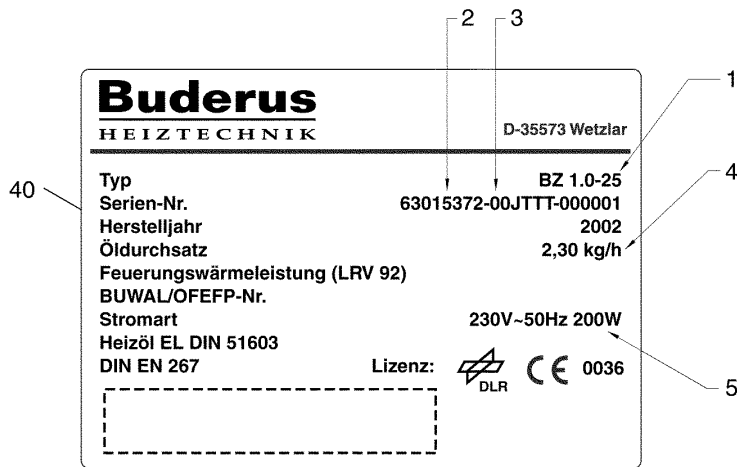 2 3
1
Buderus
HEIZTECHNIK D-35573 Wetzlar
Typ BZ 1.0-25
40
4
Serien-Nr. 63015372-00JTTT-000001
Herstelljahr 2002
Öldurchsatz 2,30 kg/h
Feuerungswärmeleistung (LRV 92)
BUWAL/OFEFP-Nr.
Stromart 230V~50Hz 200W
Heizöl EL DIN 51603
DIN EN 267 Lizenz: DLR CE 0036
5